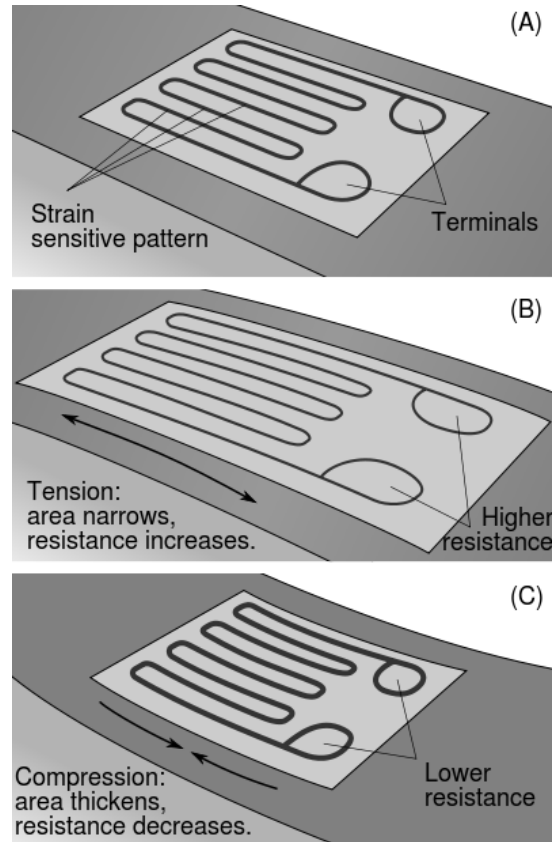 (A)
Strain
sensitive pattern
Terminals
(B)
Tension:
area narrows,
resistance increases.
Higher
resistance
(C)
Compression:
area thickens,
resistance decreases.
Lower
resistance